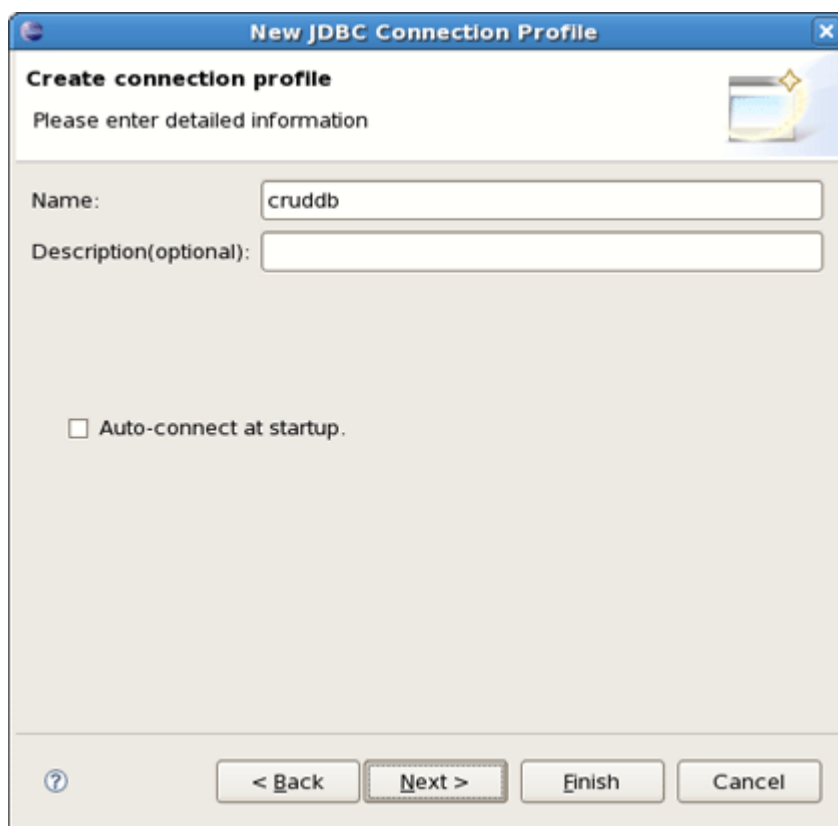 New JDBC Connection Profile
Create connection profile
Please enter detailed information
Name: cruddb
Description(optional):
Auto-connect at startup.
< Back Next > Finish Cancel